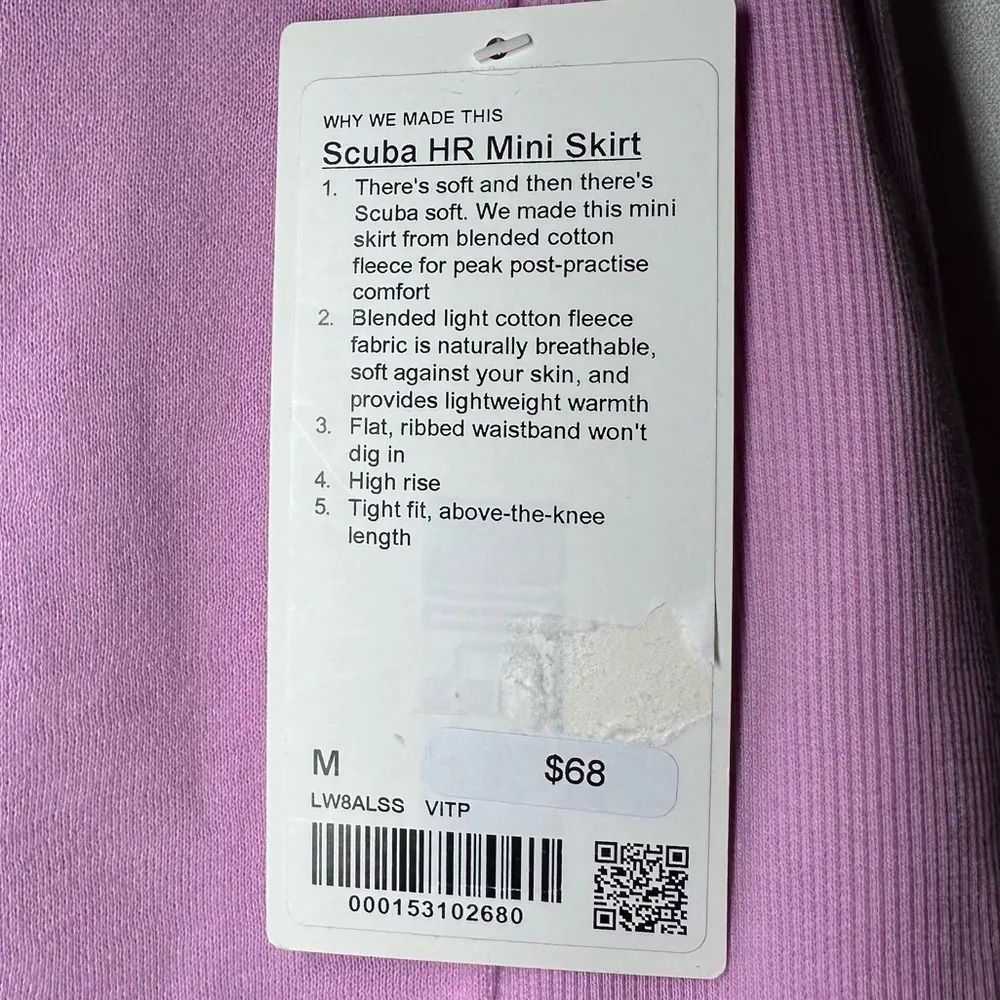 WHY WE MADE THIS
Scuba HR Mini Skirt
1. There's soft and then there's
Scuba soft. We made this mini
skirt from blended cotton
fleece for peak post-practise
comfort
2. Blended light cotton fleece
fabric is naturally breathable,
soft against your skin, and
provides lightweight warmth
3. Flat, ribbed waistband won't
dig in
4. High rise
5. Tight fit, above-the-knee
length
M
$68
LW8ALSS VITP
000153102680